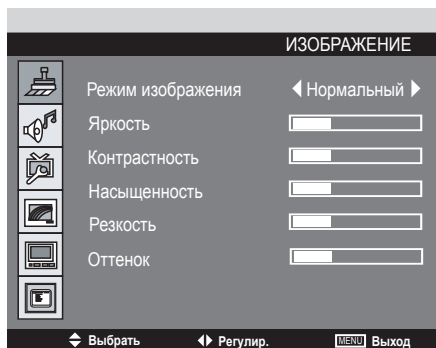 ИЗОБРАЖЕНИЕ
Режим изображения Нормальный
Яркость
Контрастность
Насыщенность
Резкость
Оттенок
Выбрать Регулир. MENU Выход